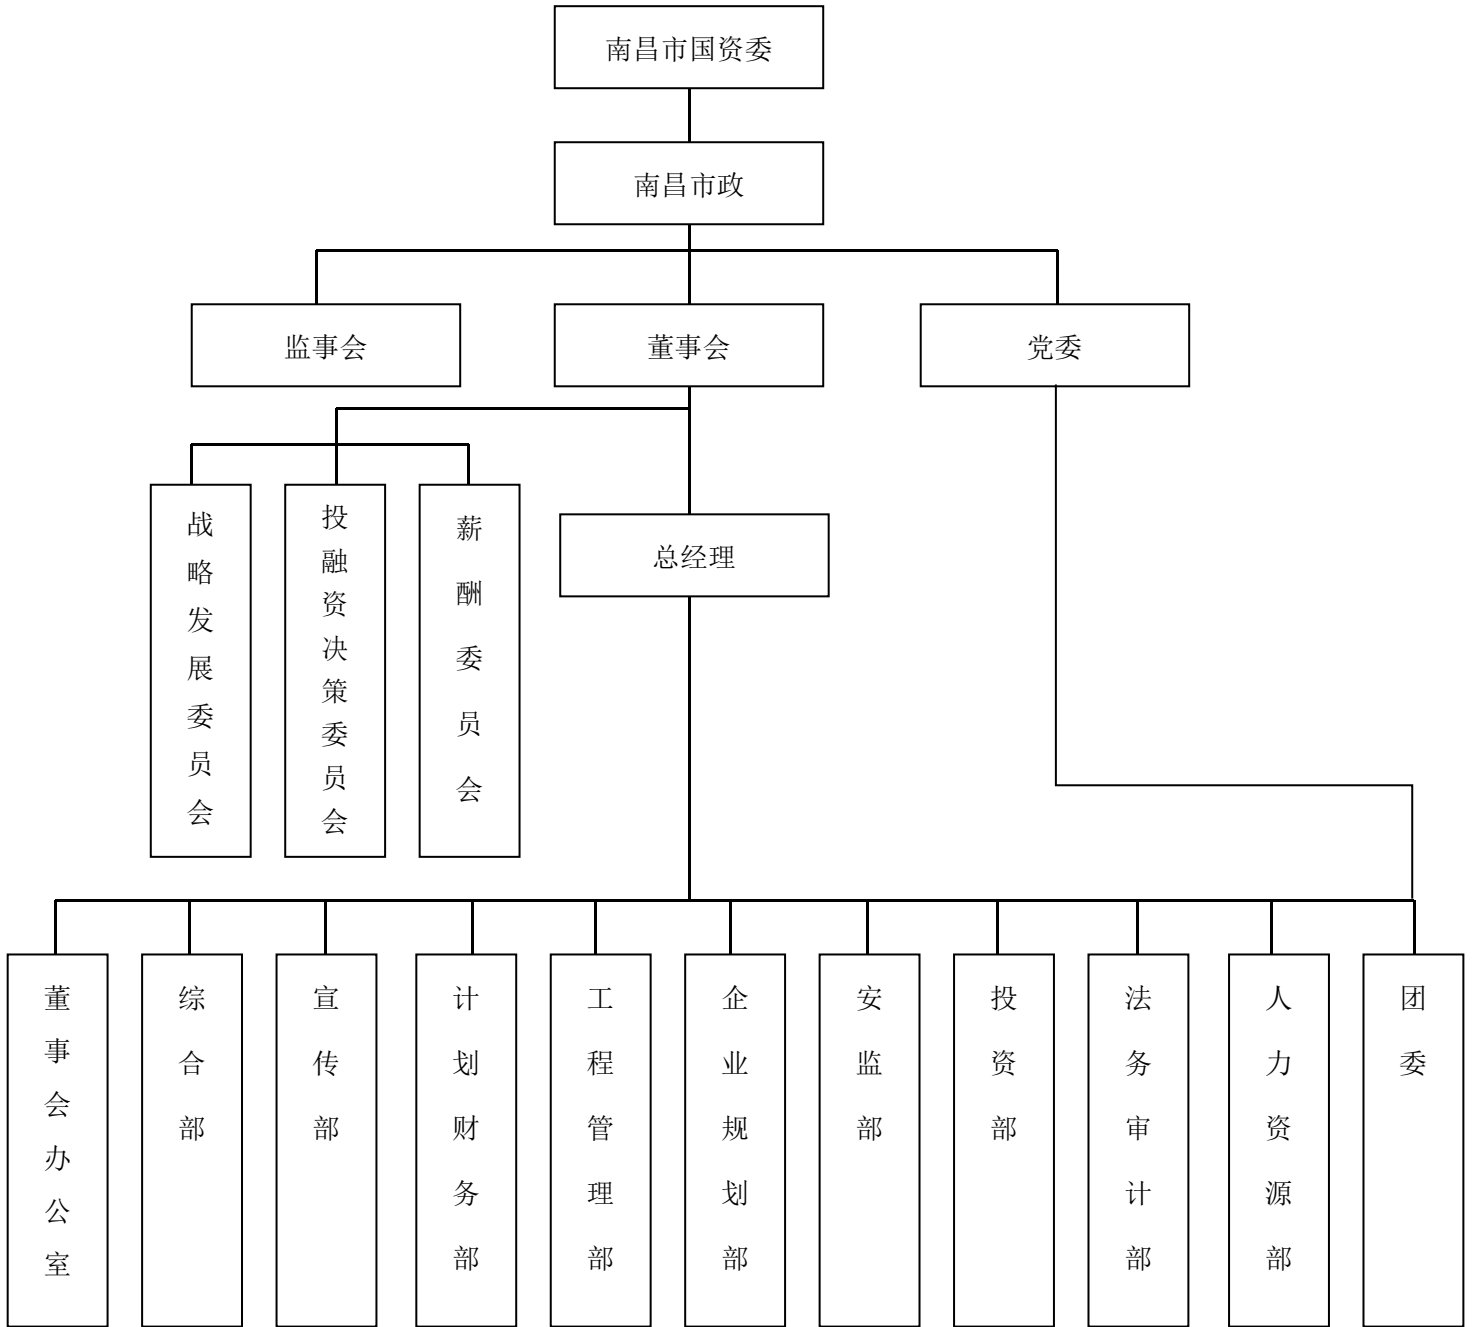 南昌市国资委
南昌市政
监事会
董事会
党委
战略发展委员会
投融资决策委员会
薪酬委员会
总经理
董事会办公室
综合部
宣传部
计划财务部
工程管理部
企业规划部
安监部
投资部
法务审计部
人力资源部
团委